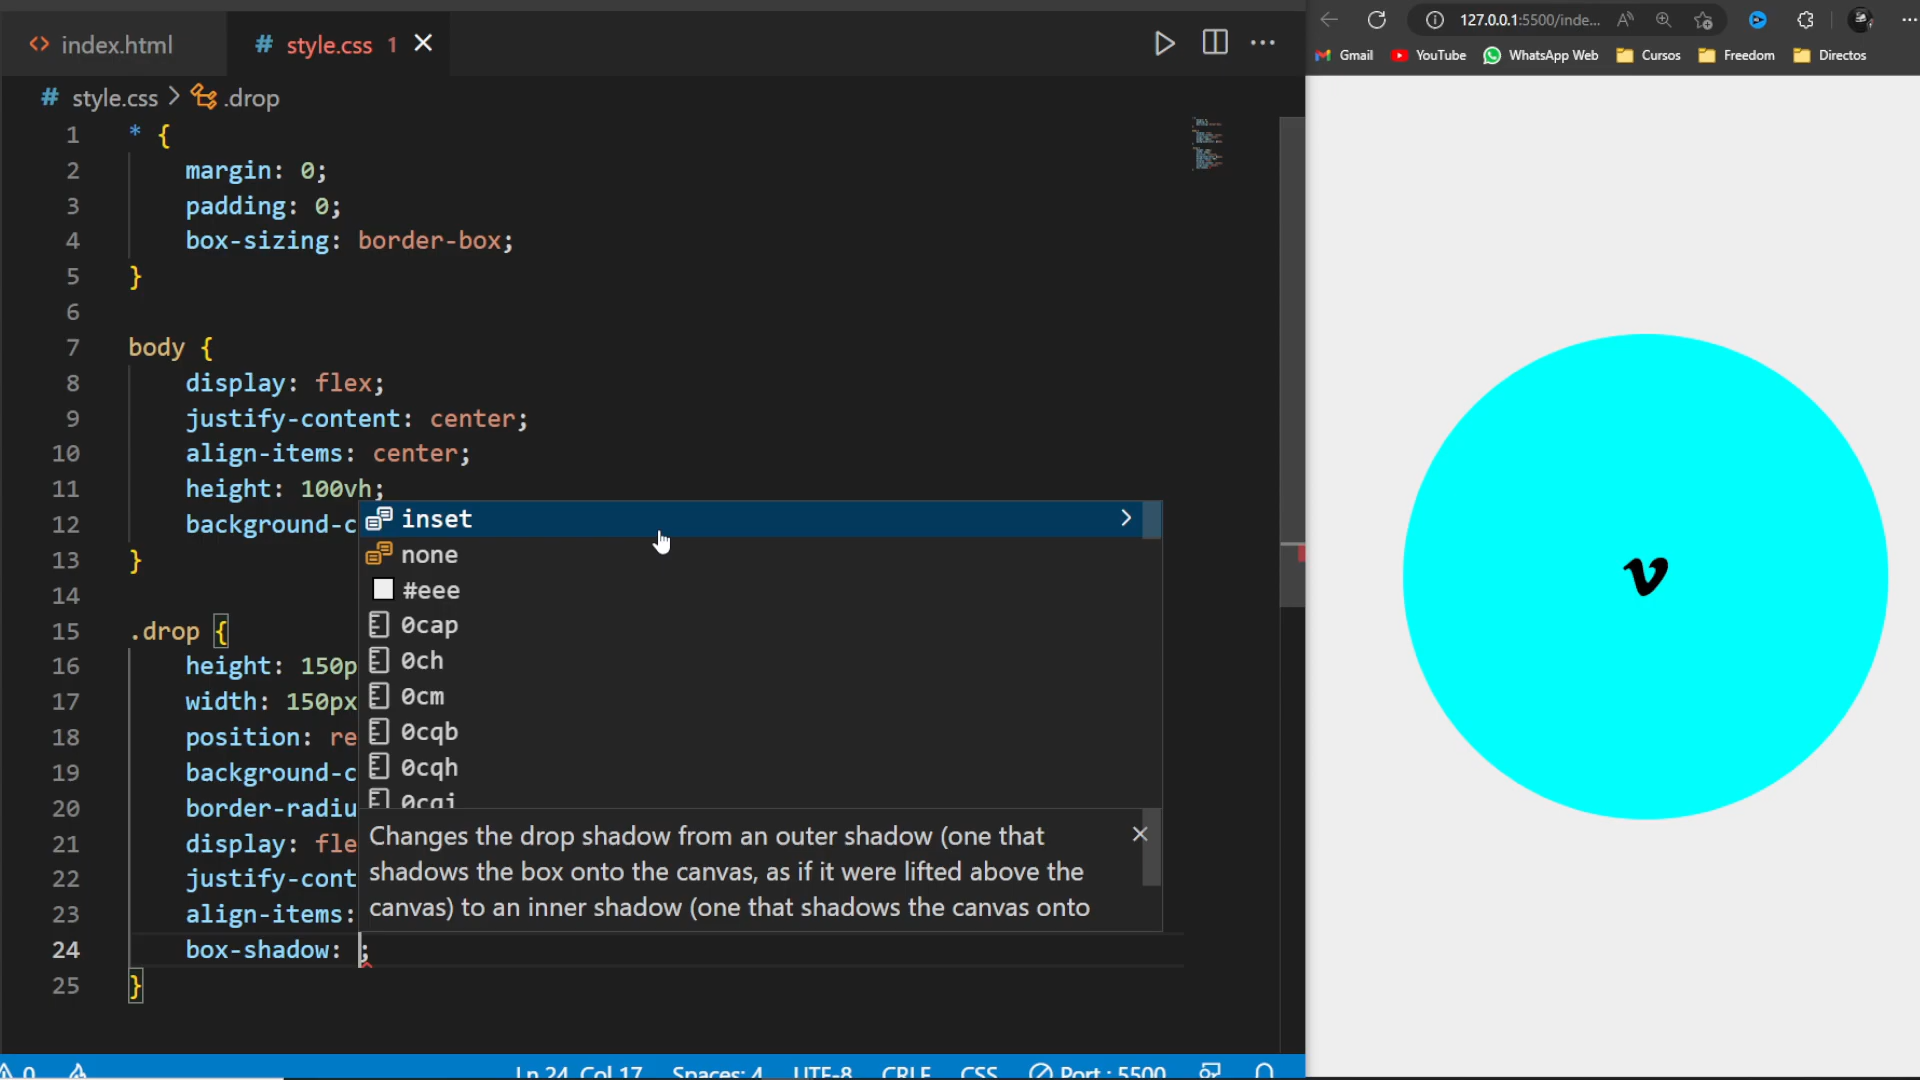 index.html
# style.css 1
# style.css > .drop
1 * {
2 margin: 0;
3 padding: 0;
4 box-sizing: border-box;
5 }
6
7 body {
8 display: flex;
9 justify-content: center;
10 align-items: center;
11 height: 100vh;
12 background-c
13 }
14
15 .drop {
16 height: 150p
17 width: 150px
18 position: re
19 background-c
20 border-radiu
21 display: fle
22 justify-cont
23 align-items:
24 box-shadow: ;
25 }
inset
none
#eee
0cap
0ch
0cm
0cqb
0cqh
0cqi
Changes the drop shadow from an outer shadow (one that
shadows the box onto the canvas, as if it were lifted above the
canvas) to an inner shadow (one that shadows the canvas onto
0 Ln 24, Col 17 Spaces: 4 UTF-8 CRLF CSS Port : 5500
127.0.0.1:5500/inde...
Gmail YouTube WhatsApp Web Cursos Freedom Directos
v